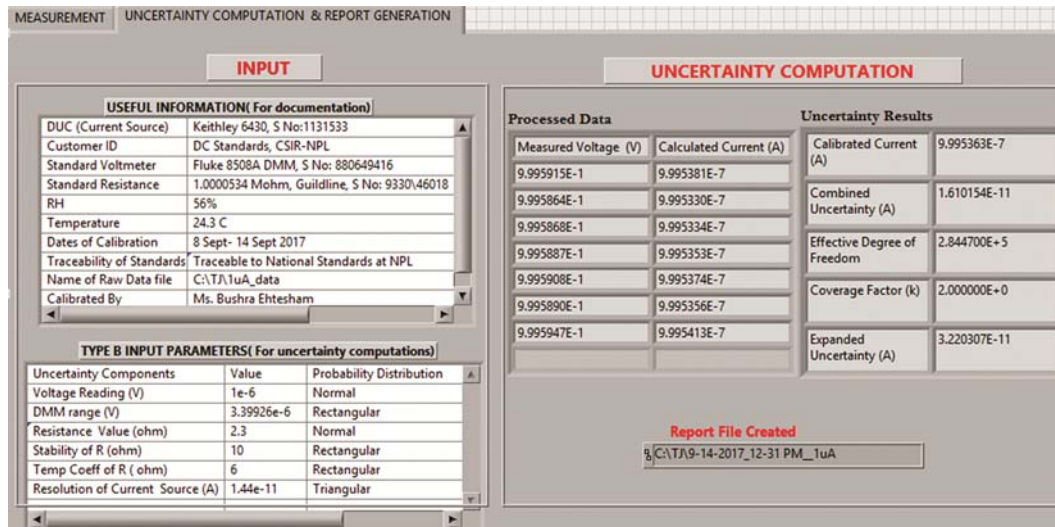 MEASUREMENT UNCERTAINTY COMPUTATION & REPORT GENERATION
INPUT
USEFUL INFORMATION( For documentation)
DUC (Current Source) Keithley 6430, S No:1131533
Customer ID DC Standards, CSIR-NPL
Standard Voltmeter Fluke 8508A DMM, S No: 880649416
Standard Resistance 1.0000534 Mohm, Guildline, S No: 9330\46018
RH 56%
Temperature 24.3 C
Dates of Calibration 8 Sept- 14 Sept 2017
Traceability of Standards Traceable to National Standards at NPL
Name of Raw Data file C:\TJ\1uA_data
Calibrated By Ms. Bushra Ehtesham
TYPE B INPUT PARAMETERS( For uncertainty computations)
Uncertainty Components Value Probability Distribution
Voltage Reading (V) 1e-6 Normal
DMM range (V) 3.39926e-6 Rectangular
Resistance Value (ohm) 2.3 Normal
Stability of R (ohm) 10 Rectangular
Temp Coeff of R ( ohm) 6 Rectangular
Resolution of Current Source (A) 1.44e-11 Triangular
UNCERTAINTY COMPUTATION
Processed Data
Measured Voltage (V) Calculated Current (A)
9.995915E-1 9.995381E-7
9.995864E-1 9.995330E-7
9.995868E-1 9.995334E-7
9.995887E-1 9.995353E-7
9.995908E-1 9.995374E-7
9.995890E-1 9.995356E-7
9.995947E-1 9.995413E-7
Uncertainty Results
Calibrated Current
(A)
9.995363E-7
Combined
Uncertainty (A)
1.610154E-11
Effective Degree of
Freedom
2.844700E+5
Coverage Factor (k) 2.000000E+0
Expanded
Uncertainty (A)
3.220307E-11
Report File Created
C:\TJ\9-14-2017_12-31 PM__1uA